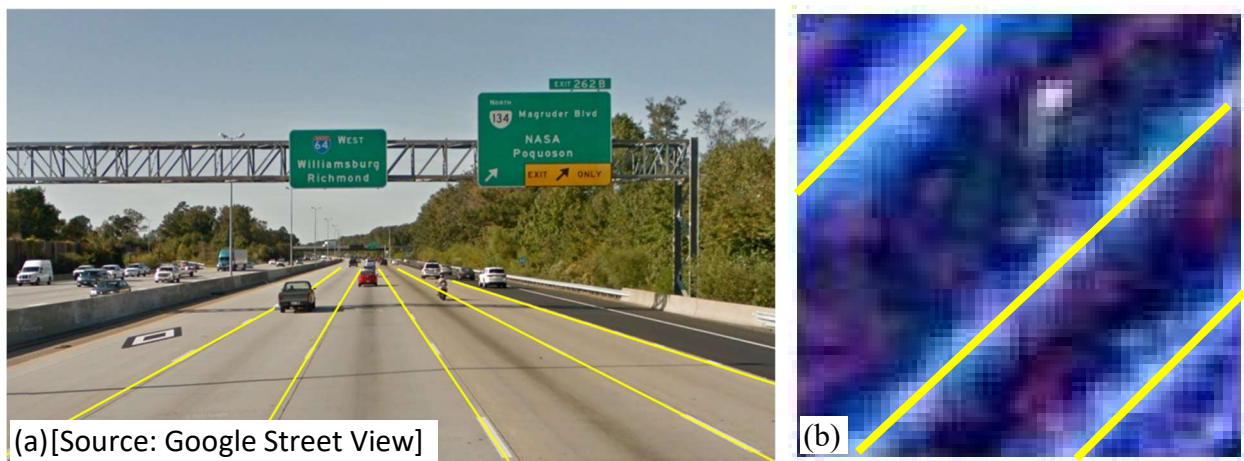 EXIT 262B
NORTH
134
Magruder Blvd
NASA
Poquoson
EXIT ONLY
64 WEST
Williamsburg
Richmond
(a)[Source: Google Street View]
(b)